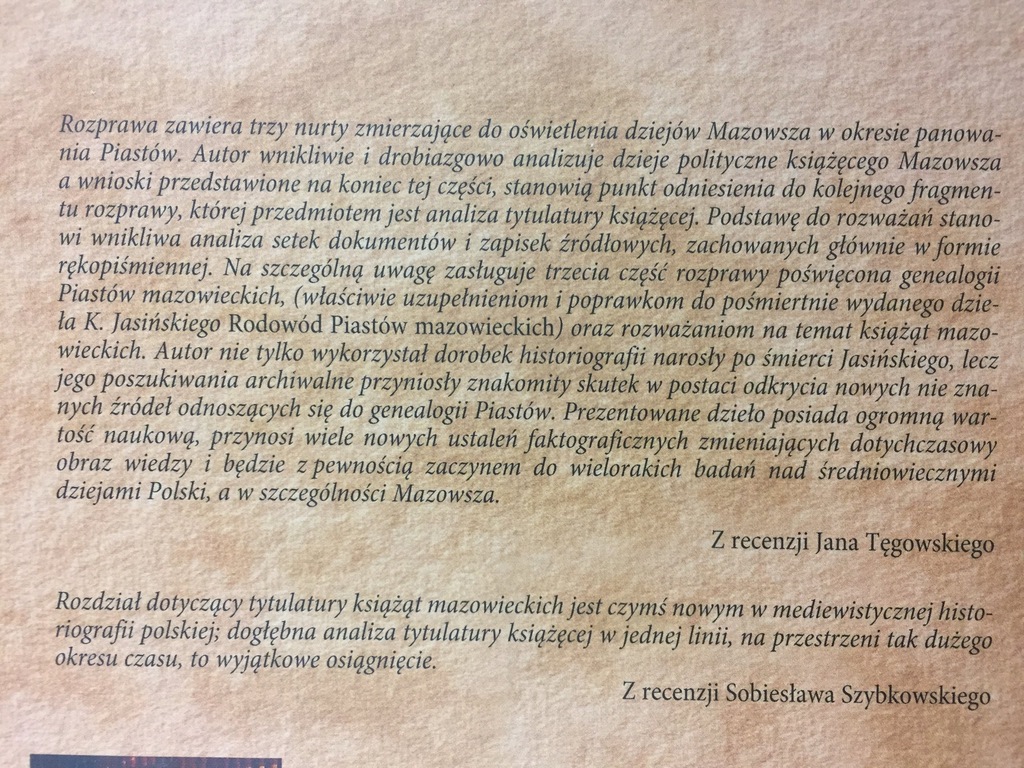 Rozprawa zawiera trzy nurty zmierzające do oświetlenia dziejów Mazowsza w okresie panowa-
nia Piastów. Autor wnikliwie i drobiazgowo analizuje dzieje polityczne książęcego Mazowsza
a wnioski przedstawione na koniec tej części, stanowią punkt odniesienia do kolejnego fragmen-
tu rozprawy, której przedmiotem jest analiza tytulatury książęcej. Podstawę do rozważań stano-
wi wnikliwa analiza setek dokumentów i zapisek źródłowych, zachowanych głównie w formie
rękopiśmiennej. Na szczególną uwagę zasługuje trzecia część rozprawy poświęcona genealogii
Piastów mazowieckich, (właściwie uzupełnieniom i poprawkom do pośmiertnie wydanego dzie-
ła K. Jasińskiego Rodowód Piastów mazowieckich) oraz rozważaniom na temat książąt mazo-
wieckich. Autor nie tylko wykorzystał dorobek historiografii narosły po śmierci Jasińskiego, lecz
jego poszukiwania archiwalne przyniosły znakomity skutek w postaci odkrycia nowych nie zna-
nych źródeł odnoszących się do genealogii Piastów. Prezentowane dzieło posiada ogromną war-
tość naukową, przynosi wiele nowych ustaleń faktograficznych zmieniających dotychczasowy
obraz wiedzy i będzie z pewnością zaczynem do wielorakich badań nad średniowiecznymi
dziejami Polski, a w szczególności Mazowsza.
Z recenzji Jana Tęgowskiego
Rozdział dotyczący tytulatury książąt mazowieckich jest czymś nowym w mediewistycznej histo-
riografii polskiej; dogłębna analiza tytulatury książęcej w jednej linii, na przestrzeni tak dużego
okresu czasu, to wyjątkowe osiągnięcie.
Z recenzji Sobiesława Szybkowskiego